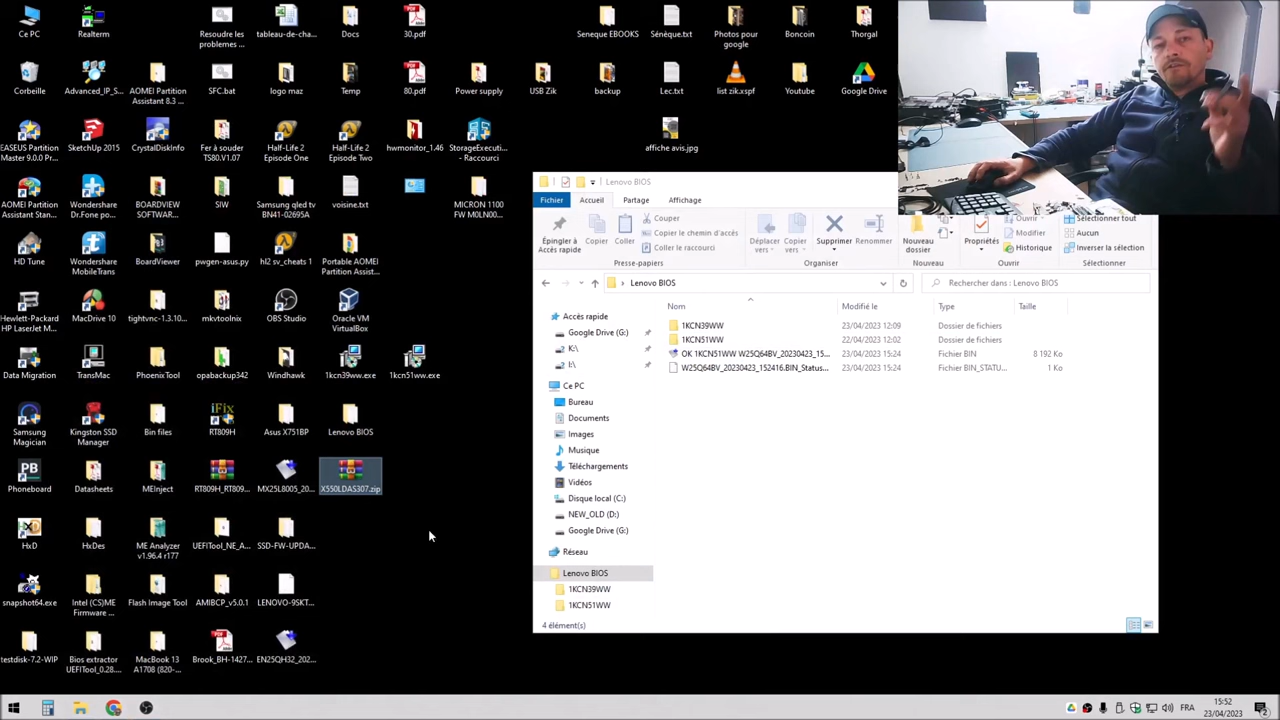 Ce PC
Realterm
Resoudre les
problemes ...
tableau-de-cha...
Docs
30.pdf
Seneque EBOOKS
Sénèque.txt
Photos pour
google
Boncoin
Thorgal
Corbeille
Advanced_IP_S...
AOMEI Partition
Assistant 8.3 ...
SFC.bat
logo maz
Temp
80.pdf
Power supply
USB Zik
backup
Lec.txt
list zik.xspf
Youtube
Google Drive
EASEUS Partition
Master 9.0.0 Pr...
SketchUp 2015
CrystalDiskInfo
Fer à souder
TS80.V1.07
Half-Life 2
Episode One
Half-Life 2
Episode Two
hwmonitor_1.46
StorageExecuti...
- Raccourci
affiche avis.jpg
AOMEI Partition
Assistant Stan...
Wondershare
Dr.Fone po...
BOARDVIEW
SOFTWAR...
SIW
Samsung qled tv
BN41-02695A
voisine.txt
MICRON 1100
FW M0LN00...
HD Tune
Wondershare
MobileTrans
BoardViewer
pwgen-asus.py
hl2 sv_cheats 1
Portable AOMEI
Partition Assist...
Hewlett-Packard
HP LaserJet M...
MacDrive 10
tightvnc-1.3.10...
mkvtoolnix
OBS Studio
Oracle VM
VirtualBox
Data Migration
TransMac
PhoenixTool
opabackup342
Windhawk
1kcn39ww.exe
1kcn51ww.exe
Samsung
Magician
Kingston SSD
Manager
Bin files
iFix
RT809H
Asus X751BP
Lenovo BIOS
PB
Phoneboard
Datasheets
MEInject
RT809H_RT809...
MX25L8005_20...
X550LDAS307.zip
HxD
HxDes
ME Analyzer
v1.96.4 r177
UEFITool_NE_A...
SSD-FW-UPDA...
snapshot64.exe
Intel (CS)ME
Firmware ...
Flash Image Tool
AMIBCP_v5.0.1
LENOVO-9SKT...
testdisk-7.2-WIP
Bios extractor
UEFITool_0.28....
MacBook 13
A1708 (820-...
Brook_BH-1427...
EN25QH32_202...
Lenovo BIOS
Fichier
Accueil
Partage
Affichage
Épingler à
Accès rapide
Copier
Coller
Couper
Copier le chemin d'accès
Coller le raccourci
Presse-papiers
Déplacer
vers
Copier
vers
Supprimer
Renommer
Organiser
Nouveau
dossier
Nouveau
Propriétés
Ouvrir
Modifier
Historique
Ouvrir
Sélectionner tout
Aucun
Inverser la sélection
Sélectionner
Lenovo BIOS
Rechercher dans : Lenovo BIOS
Accès rapide
Google Drive (G:)
K:\
I:\
Ce PC
Bureau
Documents
Images
Musique
Téléchargements
Vidéos
Disque local (C:)
NEW_OLD (D:)
Google Drive (G:)
Réseau
Lenovo BIOS
1KCN39WW
1KCN51WW
Nom
Modifié le
Type
Taille
1KCN39WW
23/04/2023 12:09
Dossier de fichiers
1KCN51WW
22/04/2023 12:02
Dossier de fichiers
OK 1KCN51WW W25Q64BV_20230423_15...
23/04/2023 15:24
Fichier BIN
8 192 Ko
W25Q64BV_20230423_152416.BIN_Status...
23/04/2023 15:24
Fichier BIN_STATU...
1 Ko
4 élément(s)
FRA
15:52
23/04/2023
2